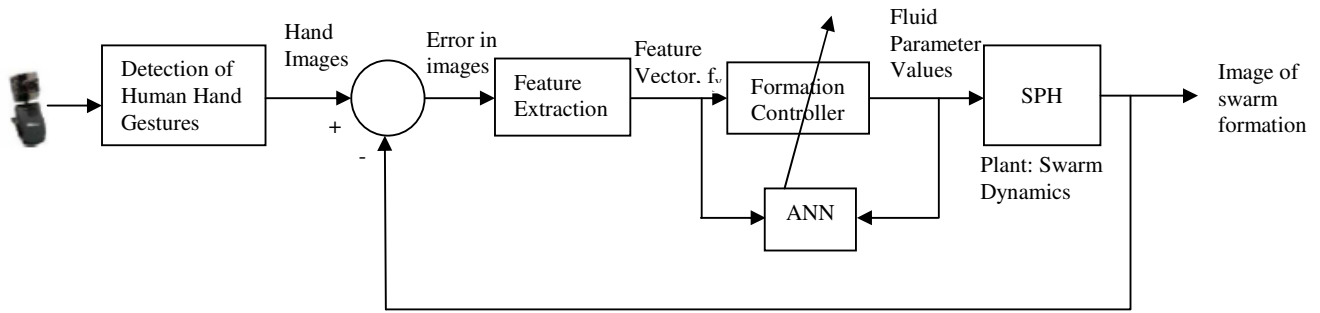 Detection of
Human Hand
Gestures
Hand
Images
+
-
Error in
images
Feature
Extraction
Feature
Vector, fv
Formation
Controller
ANN
Fluid
Parameter
Values
SPH
Plant: Swarm
Dynamics
Image of
swarm
formation